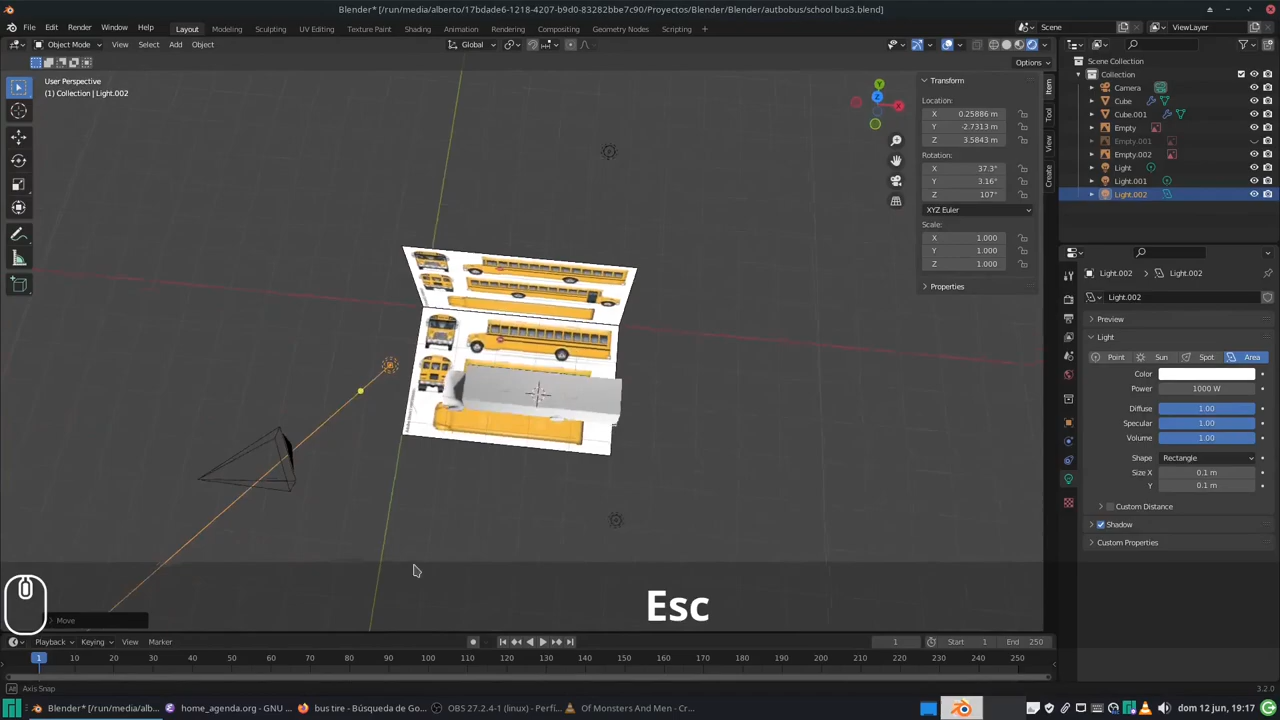 Blender* [/run/media/alberto/17bdade6-1218-4207-b9d0-83282bbe7c90/Proyectos/Blender/Blender/autbobus/school bus3.blend]
File Edit Render Window Help Layout Modeling Sculpting UV Editing Texture Paint Shading Animation Rendering Compositing Geometry Nodes Scripting + Scene ViewLayer
Object Mode View Select Add Object Global
Options
User Perspective
(1) Collection | Light.002
Transform
Location:
X 0.25886 m
Y -2.7313 m
Z 3.5843 m
Rotation:
X 37.3°
Y 3.16°
Z 107°
XYZ Euler
Scale:
X 1.000
Y 1.000
Z 1.000
Properties
Item
Tool
View
Create
Z
Scene Collection
Collection
Camera
Cube
Cube.001
Empty
Empty.001
Empty.002
Light
Light.001
Light.002
Light.002 Light.002
Light.002
Preview
Light
Point Sun Spot Area
Color
Power 1000 W
Diffuse 1.00
Specular 1.00
Volume 1.00
Shape Rectangle
Size X 0.1 m
Y 0.1 m
Custom Distance
Shadow
Custom Properties
Esc
Move
Playback Keying View Marker 1 Start 1 End 250
1 10 20 30 40 50 60 70 80 90 100 110 120 130 140 150 160 170 180 190 200 210 220 230 240 250
Axis Snap
Blender* [/run/media/al... home_agenda.org - GNU ... bus tire - Búsqueda de Go... OBS 27.2.4-1 (linux) - Perfi... Of Monsters And Men - Cr... dom 12 jun, 19:17